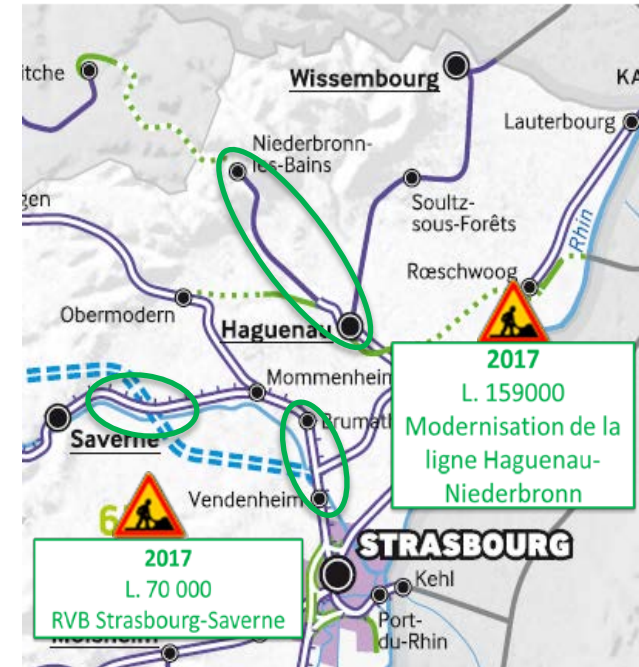 itche
Wissembourg
KA
Lauterbourg
Niederbronn-
les-Bains
Soultz-
sous-Forêts
gen
Rhin
Rœschwoog
Obermodern
Haguenau
2017
L. 159000
Modernisation de la
ligne Haguenau-
Niederbronn
Mommenheim
Brumath
Saverne
Vendenheim
6
2017
L. 70 000
RVB Strasbourg-Saverne
STRASBOURG
Kehl
Port-
du-Rhin
Molsheim